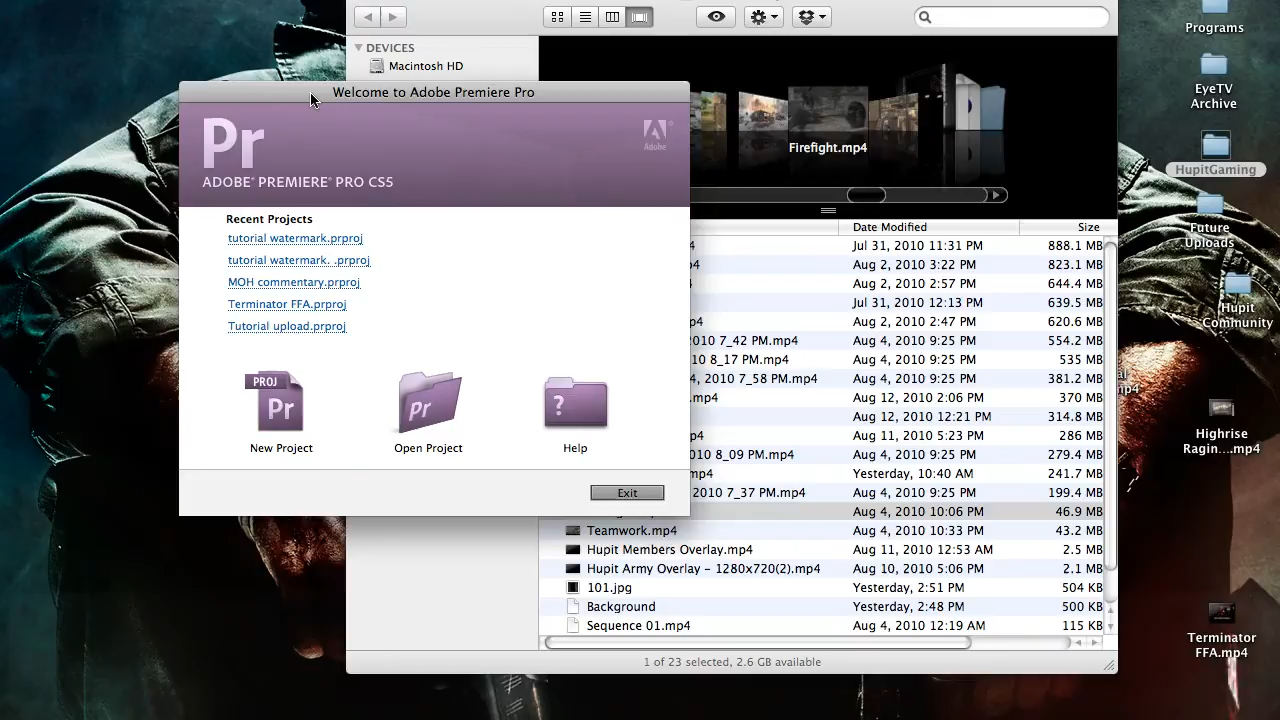 Programs
EyeTV
Archive
HupitGaming
Future
Uploads
Hupit
Community
Highrise
Ragin....mp4
Terminator
FFA.mp4
DEVICES
Macintosh HD
Firefight.mp4
Welcome to Adobe Premiere Pro
Pr
Adobe
ADOBE® PREMIERE® PRO CS5
Recent Projects
tutorial watermark.prproj
tutorial watermark. .prproj
MOH commentary.prproj
Terminator FFA.prproj
Tutorial upload.prproj
PROJ
Pr
Pr
?
New Project
Open Project
Help
Exit
Date Modified Size
4 Jul 31, 2010 11:31 PM 888.1 MB
p4 Aug 2, 2010 3:22 PM 823.1 MB
Aug 2, 2010 2:57 PM 644.4 MB
Jul 31, 2010 12:13 PM 639.5 MB
p4 Aug 2, 2010 2:47 PM 620.6 MB
010 7_42 PM.mp4 Aug 4, 2010 9:25 PM 554.2 MB
0 8_17 PM.mp4 Aug 4, 2010 9:25 PM 535 MB
4, 2010 7_58 PM.mp4 Aug 4, 2010 9:25 PM 381.2 MB
.mp4 Aug 12, 2010 2:06 PM 370 MB
Aug 12, 2010 12:21 PM 314.8 MB
p4 Aug 11, 2010 5:23 PM 286 MB
010 8_09 PM.mp4 Aug 4, 2010 9:25 PM 279.4 MB
mp4 Yesterday, 10:40 AM 241.7 MB
2010 7_37 PM.mp4 Aug 4, 2010 9:25 PM 199.4 MB
Aug 4, 2010 10:06 PM 46.9 MB
Teamwork.mp4 Aug 4, 2010 10:33 PM 43.2 MB
Hupit Members Overlay.mp4 Aug 11, 2010 12:53 AM 2.5 MB
Hupit Army Overlay – 1280x720(2).mp4 Aug 10, 2010 5:06 PM 2.1 MB
101.jpg Yesterday, 2:51 PM 504 KB
Background Yesterday, 2:48 PM 500 KB
Sequence 01.mp4 Aug 4, 2010 12:19 AM 115 KB
1 of 23 selected, 2.6 GB available